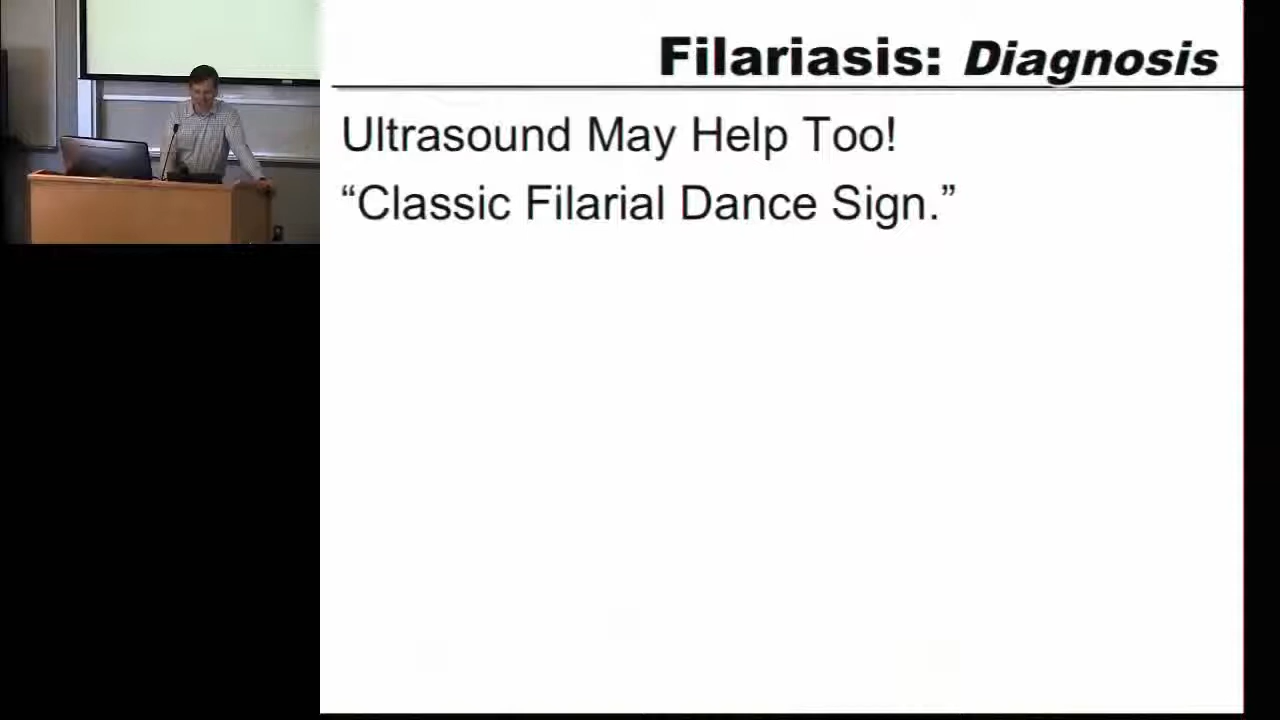 Filariasis: Diagnosis
Ultrasound May Help Too!
“Classic Filarial Dance Sign.”